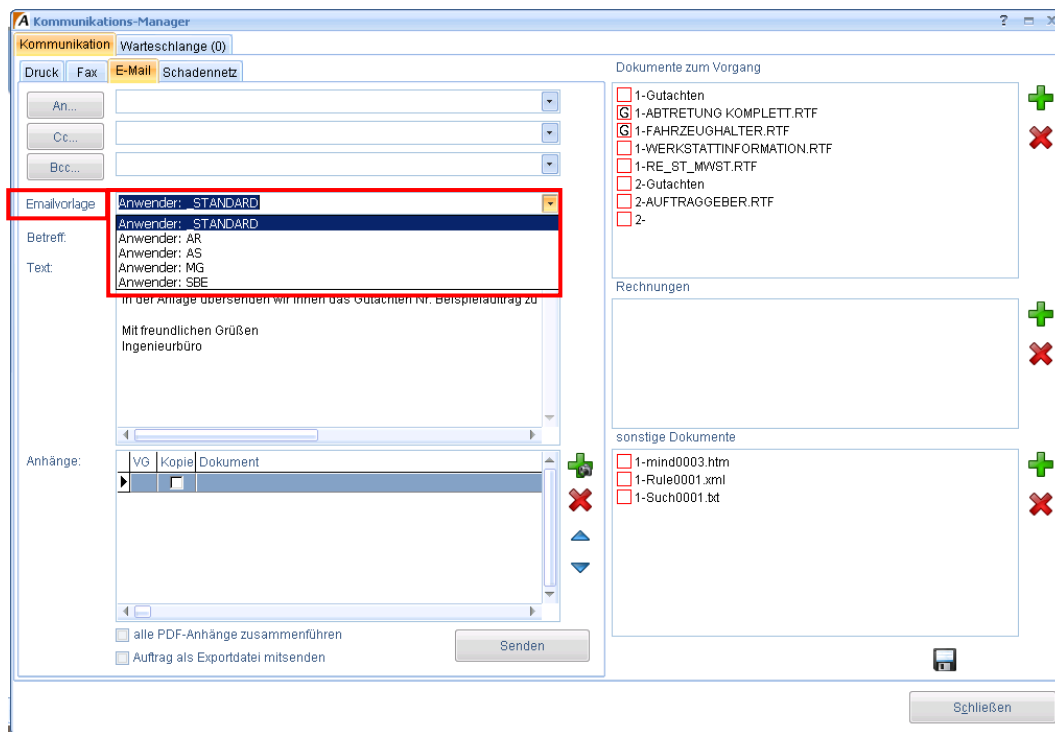 Kommunikations-Manager
Kommunikation Warteschlange (0)
Druck Fax E-Mail Schadennetz
An...
Cc...
Bcc...
Emailvorlage Anwender: _STANDARD
Anwender: _STANDARD
Anwender: AR
Anwender: AS
Anwender: MG
Anwender: SBE
Betreff:
Text:
In der Anlage übersenden wir Ihnen das Gutachten Nr. Beispielauftrag zu
Mit freundlichen Grüßen
Ingenieurbüro
Anhänge:
VG Kopie Dokument
alle PDF-Anhänge zusammenführen
Auftrag als Exportdatei mitsenden
Senden
Dokumente zum Vorgang
1-Gutachten
G 1-ABTRETUNG KOMPLETT.RTF
G 1-FAHRZEUGHALTER.RTF
1-WERKSTATTINFORMATION.RTF
1-RE_ST_MWST.RTF
2-Gutachten
2-AUFTRAGGEBER.RTF
2-
Rechnungen
sonstige Dokumente
1-mind0003.htm
1-Rule0001.xml
1-Such0001.txt
Schließen